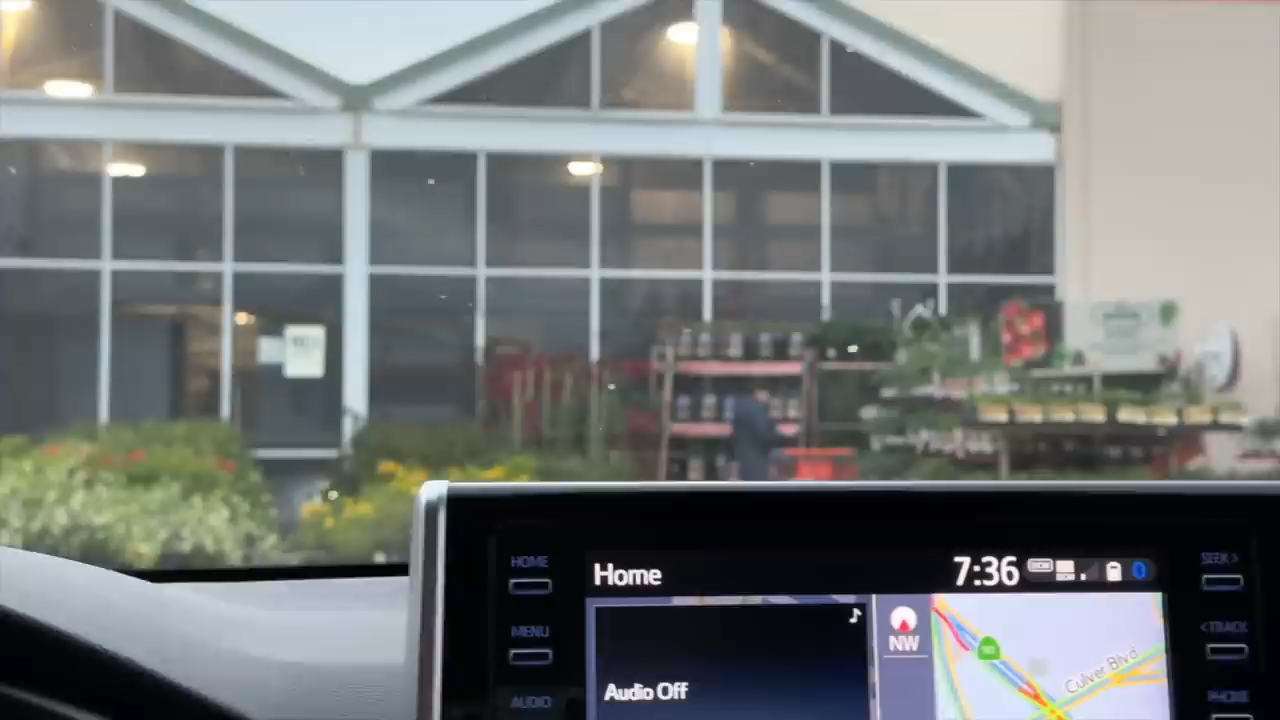 HOME
Home
7:36
SEEK >
MENU
NW
< TRACK
Culver Blvd
AUDIO
Audio Off
PHONE